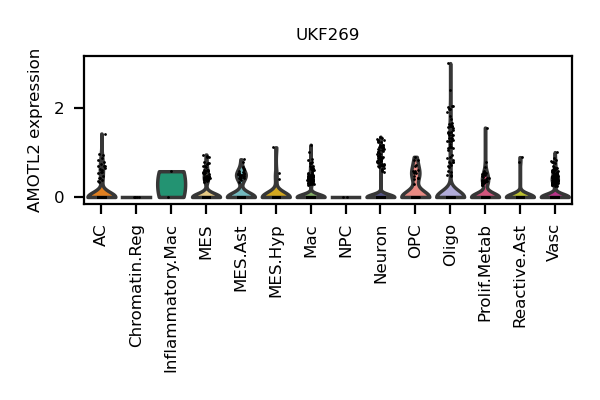 UKF269
AMOTL2 expression
2
0
AC
Chromatin.Reg
Inflammatory.Mac
MES
MES.Ast
MES.Hyp
Mac
NPC
Neuron
OPC
Oligo
Prolif.Metab
Reactive.Ast
Vasc